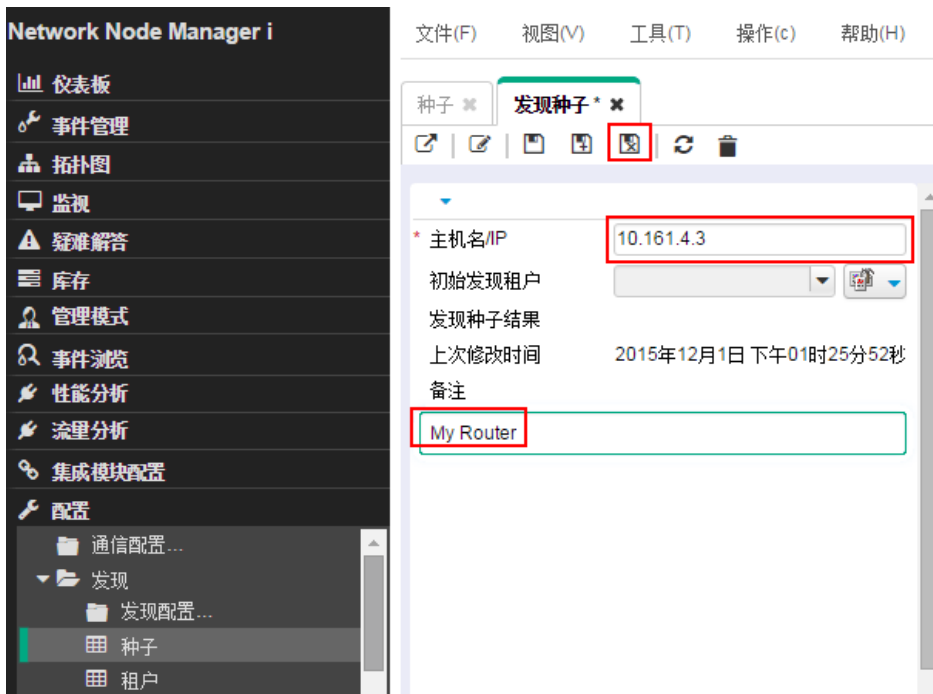 Network Node Manager i
仪表板
事件管理
拓扑图
监视
疑难解答
库存
管理模式
事件浏览
性能分析
流量分析
集成模块配置
配置
通信配置...
发现
发现配置...
种子
租户
文件(F) 视图(V) 工具(T) 操作(c) 帮助(H)
种子 发现种子 *
* 主机名/IP 10.161.4.3
初始发现租户
发现种子结果
上次修改时间 2015年12月1日 下午01时25分52秒
备注
My Router